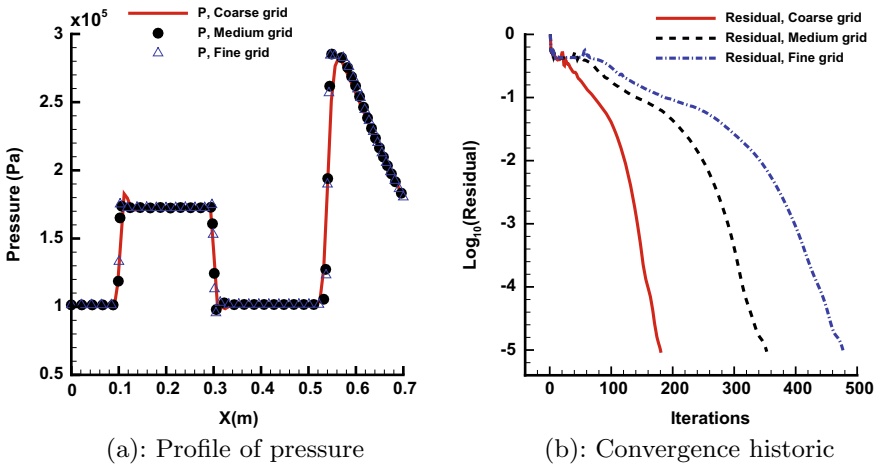 x10⁵
P, Coarse grid
P, Medium grid
P, Fine grid
3
2.5
2
1.5
1
0.5
Pressure (Pa)
0 0.1 0.2 0.3 0.4 0.5 0.6 0.7
X(m)
(a): Profile of pressure
Residual, Coarse grid
Residual, Medium grid
Residual, Fine grid
0
-1
-2
-3
-4
-5
Log₁₀(Residual)
0 100 200 300 400 500
Iterations
(b): Convergence historic